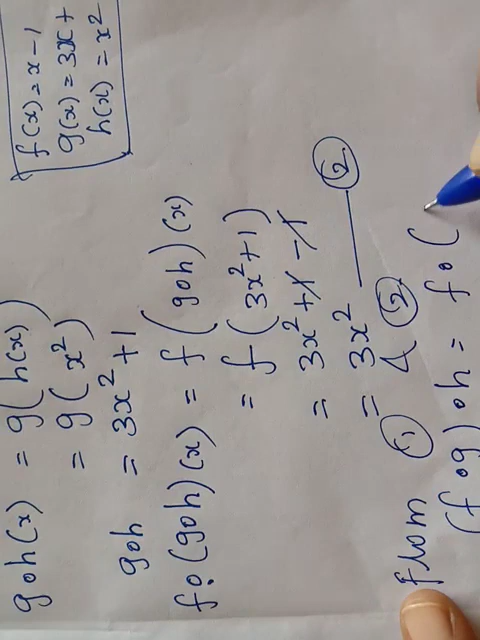 f(x) = x - 1
g(x) = 3x +
h(x) = x²
goh(x) = g(h(x))
= g(x²)
goh = 3x² + 1
fo(goh)(x) = f(goh)(x)
= f(3x² + 1)
= 3x² + 1 - 1
= 3x² — ②
from ① & ②
(fog)oh = fo(